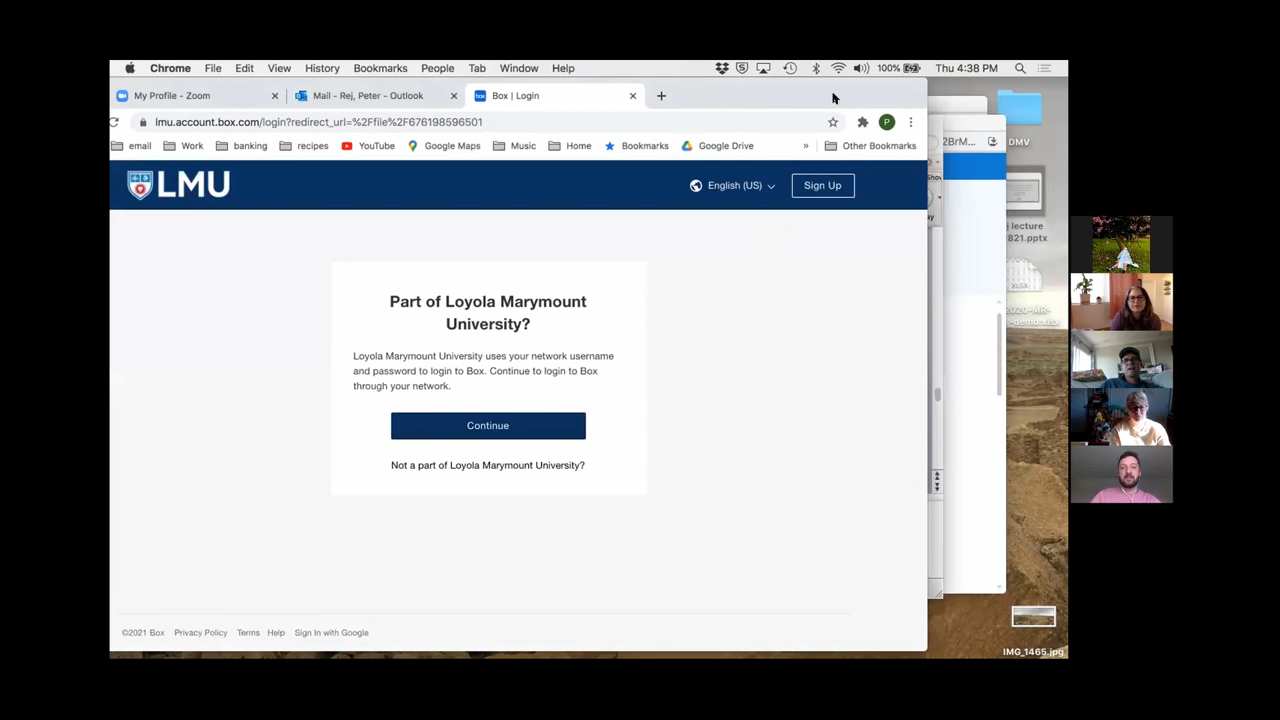 Chrome File Edit View History Bookmarks People Tab Window Help 100% Thu 4:38 PM
My Profile - Zoom Mail - Rej, Peter - Outlook box Box | Login
lmu.account.box.com/login?redirect_url=%2Ffile%2F676198596501 P
email Work banking recipes YouTube Google Maps Music Home Bookmarks Google Drive » Other Bookmarks
2BrM...
DMV
LMU English (US) Sign Up
j lecture
821.pptx
XLSX
Part of Loyola Marymount
University?
Loyola Marymount University uses your network username
and password to login to Box. Continue to login to Box
through your network.
Continue
Not a part of Loyola Marymount University?
©2021 Box Privacy Policy Terms Help Sign In with Google
IMG_1465.jpg